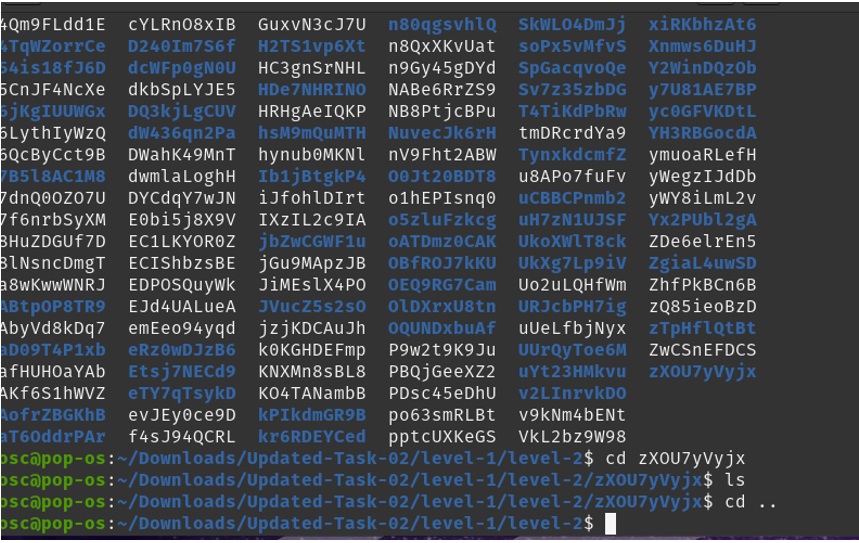 4Qm9FLdd1E cYLRnO8xIB GuxvN3cJ7U n80qgsvhlQ SkWLO4DmJj xiRKbhzAt6
4TqWZorrCe D240Im7S6f H2TS1vp6Xt n8QxXKvUat soPx5vMfvS Xnmws6DuHJ
54is18fJ6D dcWFp0gN0U HC3gnSrNHL n9Gy45gDYd SpGacqvoQe Y2WinDQzOb
5CnJF4NcXe dkbSpLYJE5 HDe7NHRINO NABe6RrZS9 Sv7z35zbDG y7U81AE7BP
6jKgIUUWGx DQ3kjLgCUV HRHgAeIQKP NB8PtjcBPu T4TiKdPbRw yc0GFVKDtL
6LythIyWzQ dW436qn2Pa hsM9mQuMTH NuvecJk6rH tmDRcrdYa9 YH3RBGocdA
6QcByCct9B DWahK49MnT hynub0MKNl nV9Fht2ABW TynxkdcmfZ ymuoaRLefH
7B5l8AC1M8 dwmlaLoghH Ib1jBtgkP4 O0Jt20BDT8 u8APo7fuFv yWegzIJdDb
7dnQ0OZO7U DYCdqY7wJN iJfohlDIrt o1hEPIsnq0 uCBBCPnmb2 yWY8iLmL2v
7f6nrbSyXM E0bi5j8X9V IXzIL2c9IA o5zluFzkcg uH7zN1UJSF Yx2PUbl2gA
8HuZDGUf7D EC1LKYOR0Z jbZwCGWF1u oATDmz0CAK UkoXWlT8ck ZDe6elrEn5
8lNsncDmgT ECIShbzsBE jGu9MApzJB OBfROJ7kKU UkXg7Lp9iV ZgiaL4uwSD
a8wKwwWNRJ EDPOSQuyWk JiMEslX4PO OEQ9RG7Cam Uo2uLQHfWm ZhfPkBCn6B
ABtpOP8TR9 EJd4UALueA JVucZ5s2sO OlDXrxU8tn URJcbPH7ig zQ85ieoBzD
AbyVd8kDq7 emEeo94yqd jzjKDCAuJh OQUNDxbuAf uUeLfbjNyx zTpHflQtBt
aD09T4P1xb eRz0wDJzB6 k0KGHDEFmp P9w2t9K9Ju UUrQyToe6M ZwCSnEFDCS
afHUHOaYAb Etsj7NECd9 KNXMn8sBL8 PBQjGeeXZ2 uYt23HMkvu zXOU7yVyjx
AKf6S1hWVZ eTY7qTsykD KO4TANambB PDsc45eDhU v2LInrvkDO
AofrZBGKhB evJEy0ce9D kPIkdmGR9B po63smRLBt v9kNm4bENt
aT6OddrPAr f4sJ94QCRL kr6RDEYCed pptcUXKeGS VkL2bz9W98
osc@pop-os:~/Downloads/Updated-Task-02/level-1/level-2$ cd zXOU7yVyjx
osc@pop-os:~/Downloads/Updated-Task-02/level-1/level-2/zXOU7yVyjx$ ls
osc@pop-os:~/Downloads/Updated-Task-02/level-1/level-2/zXOU7yVyjx$ cd ..
osc@pop-os:~/Downloads/Updated-Task-02/level-1/level-2$